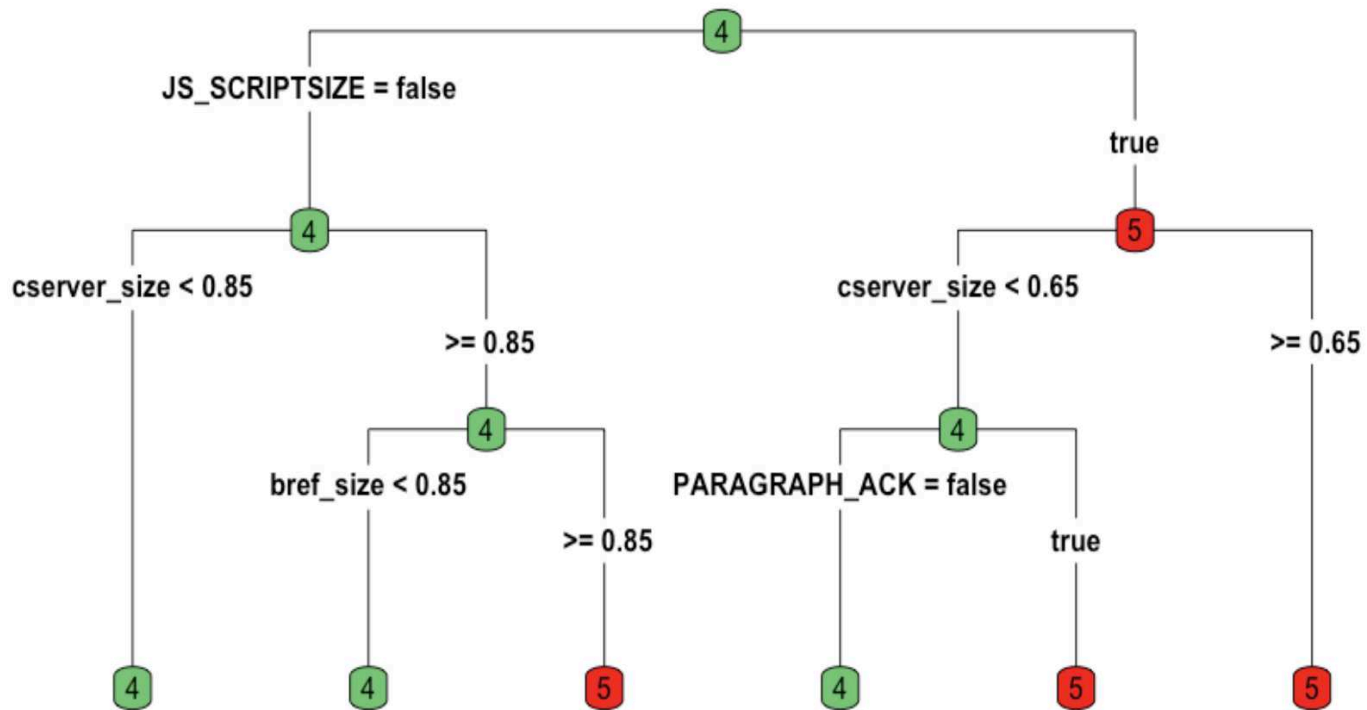 4
JS_SCRIPTSIZE = false
true
4
5
cserver_size < 0.85
cserver_size < 0.65
>= 0.85
>= 0.65
4
4
bref_size < 0.85
PARAGRAPH_ACK = false
>= 0.85
true
4
4
5
4
5
5